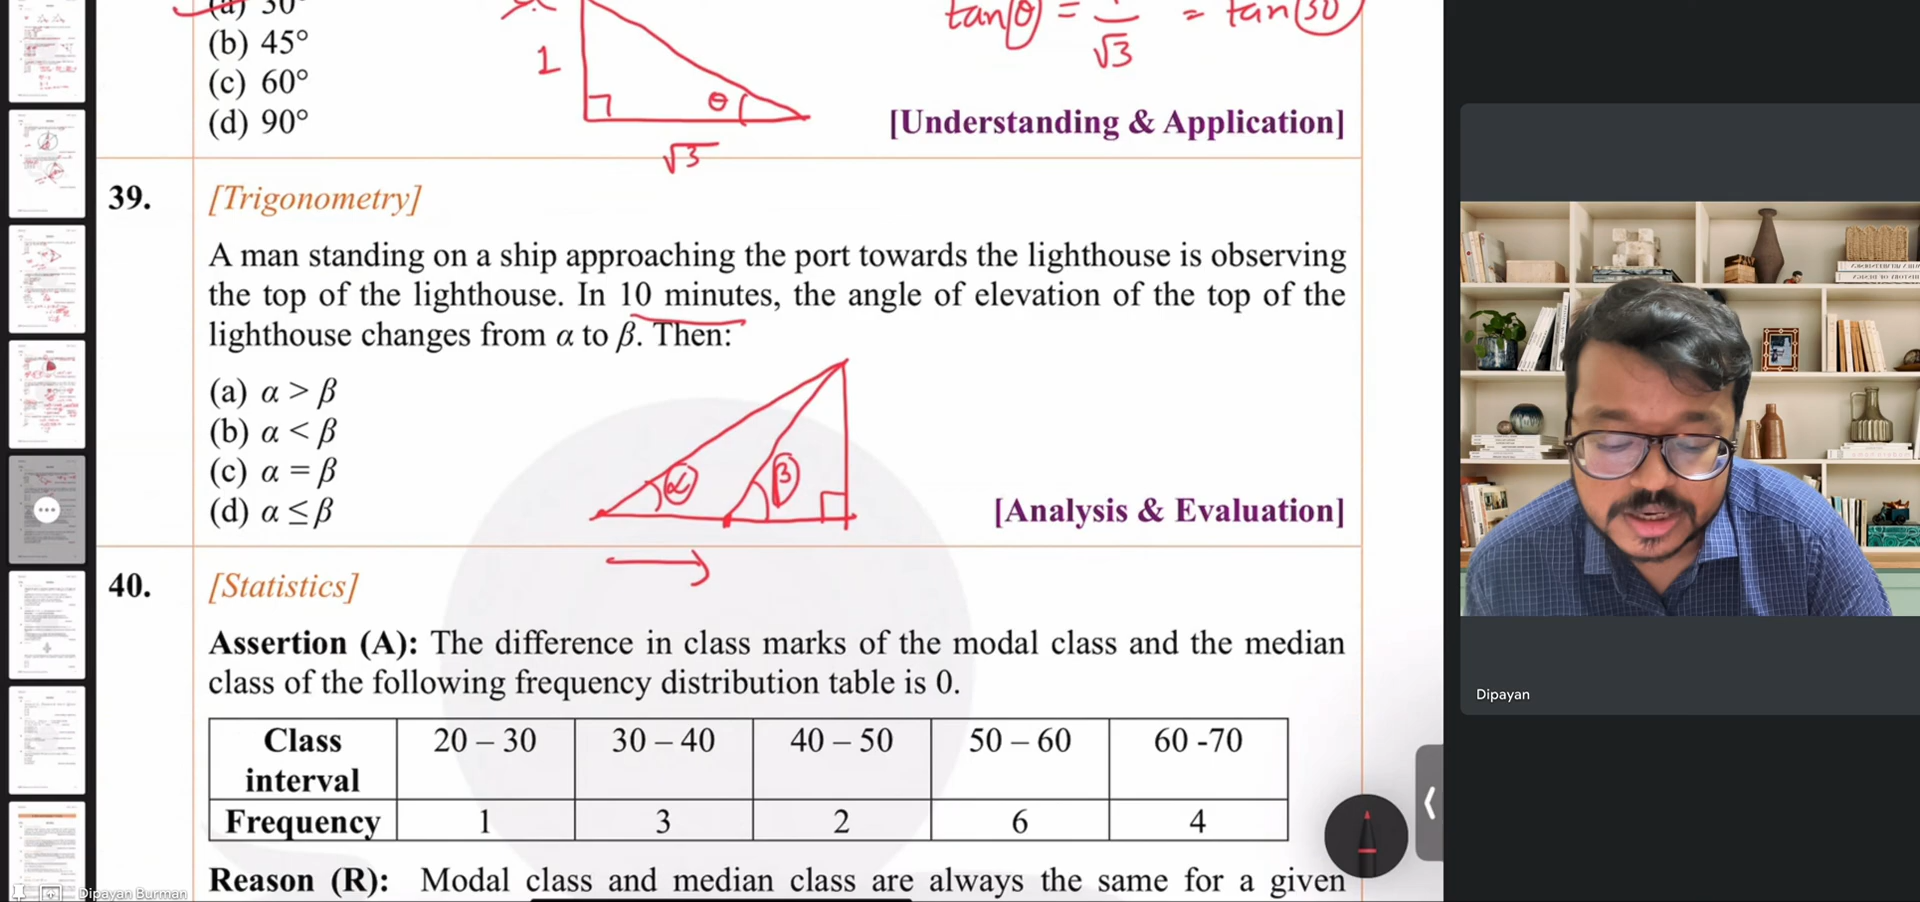 (a) 30°
(b) 45°
(c) 60°
(d) 90°
1
θ
√3
tan(θ) = 1/√3 = tan(30
[Understanding & Application]
39.
[Trigonometry]
A man standing on a ship approaching the port towards the lighthouse is observing
the top of the lighthouse. In 10 minutes, the angle of elevation of the top of the
lighthouse changes from α to β. Then:
(a) α > β
(b) α < β
(c) α = β
(d) α ≤ β
α
β
[Analysis & Evaluation]
40.
[Statistics]
Assertion (A): The difference in class marks of the modal class and the median
class of the following frequency distribution table is 0.
Class interval 20 – 30 30 – 40 40 – 50 50 – 60 60 -70
Frequency 1 3 2 6 4
Reason (R): Modal class and median class are always the same for a given
Dipayan
Dipayan Burman